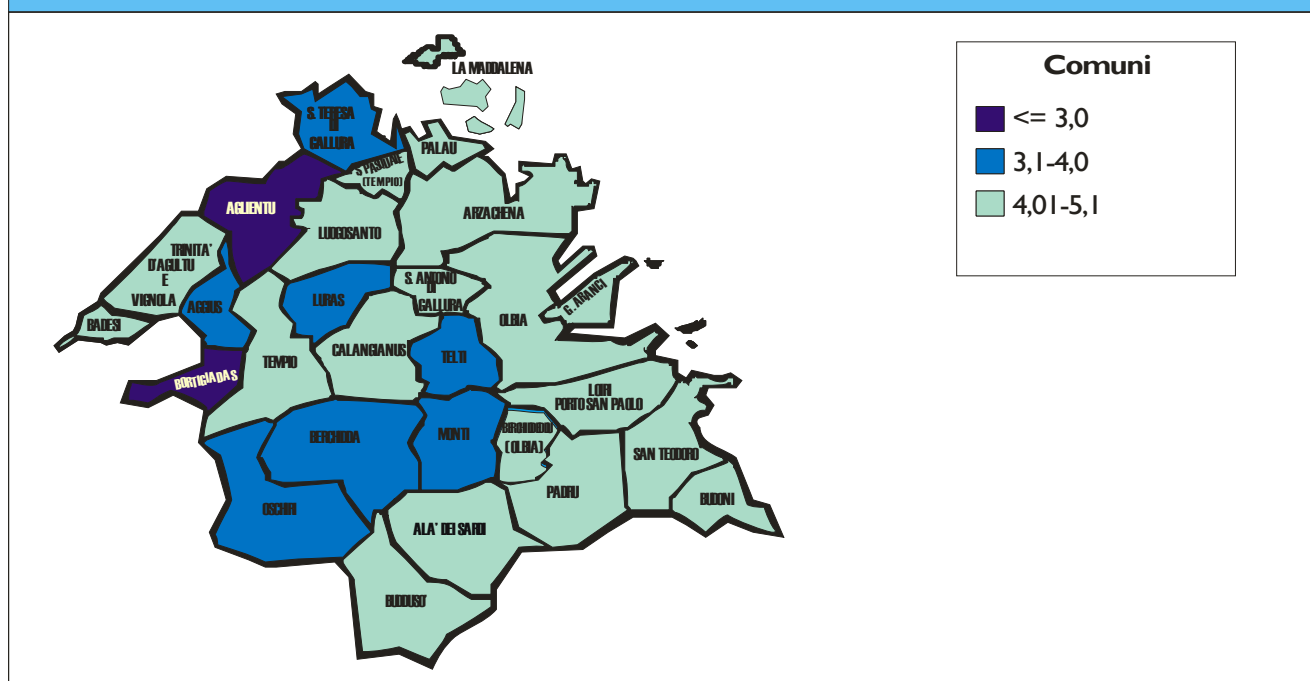 Comuni
<= 3,0
3,1-4,0
4,01-5,1
LA MADDALENA
S. TERESA
DI
GALLURA
PALAU
S PASQUALE
(TEMPIO)
AGLIENTU
ARZACHENA
LUOGOSANTO
TRINITA'
D'AGULTU
E
VIGNOLA
S. ANTONIO
DI
GALLURA
G. ARANCI
AGGIUS
LURAS
OLBIA
BADESI
CALANGIANUS
TELTI
TEMPIO
BORTIGIADAS
LOIRI
PORTO SAN PAOLO
BERCHIDDA
MONTI
(OLBIA)
SAN TEODORO
PADRU
BUDONI
OSCHIRI
ALA' DEI SARDI
BUDDUSO'